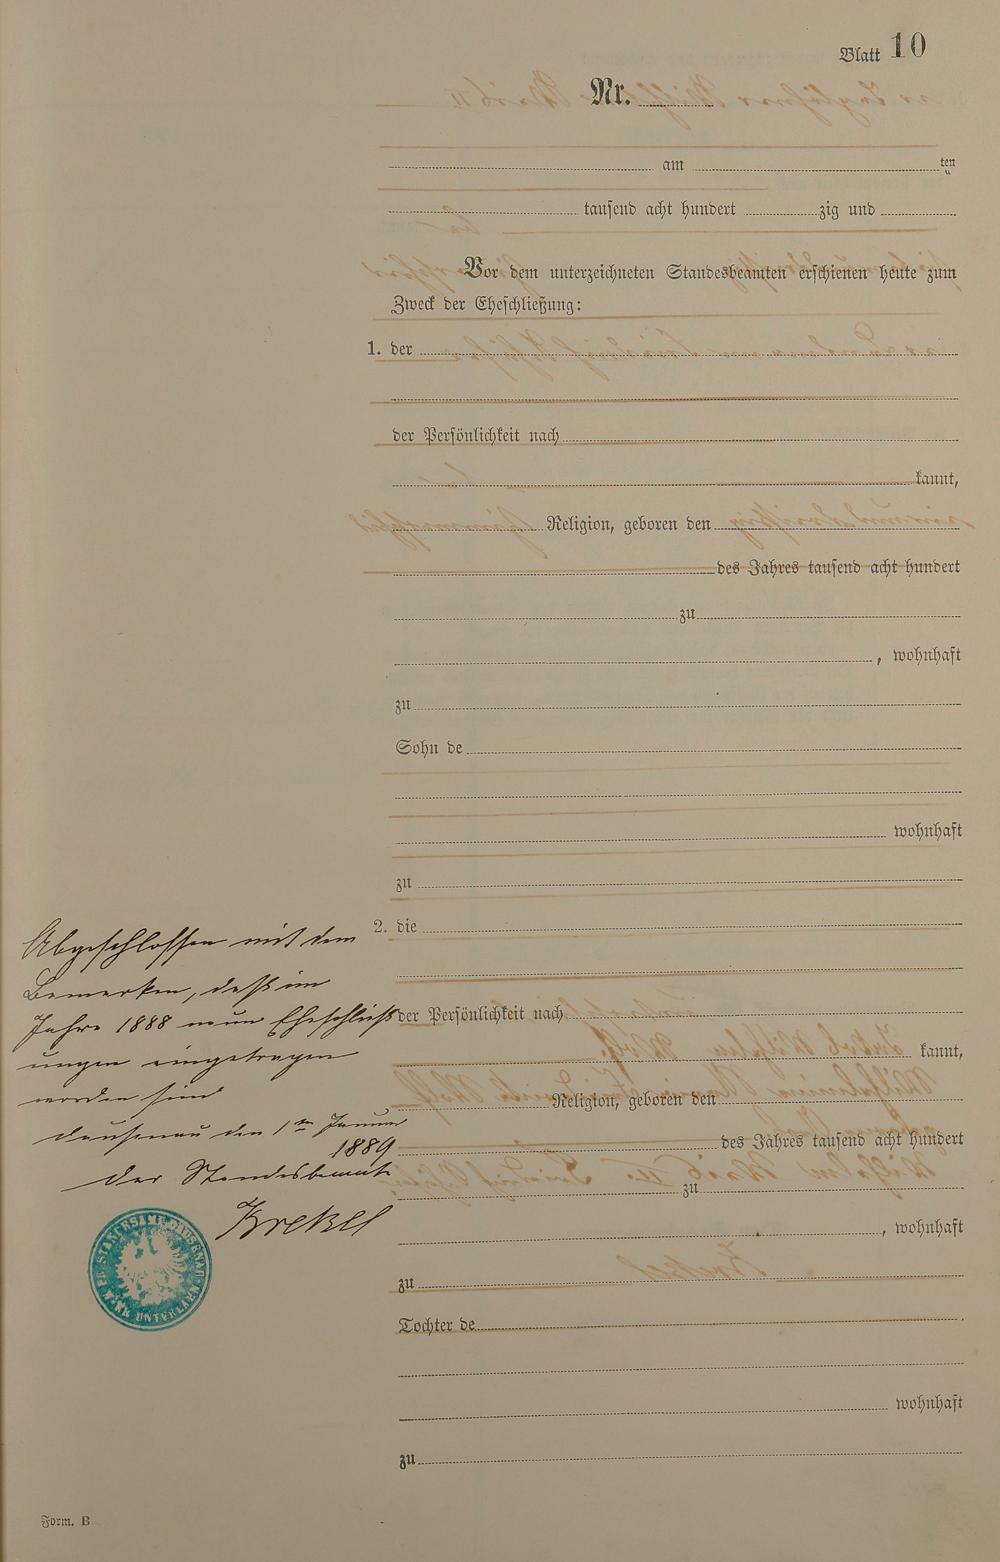 Blatt 10
Nr.
am ten
tausend acht hundert zig und
Vor dem unterzeichneten Standesbeamten erschienen heute zum
Zweck der Eheschließung:
1. der
der Persönlichkeit nach
kannt,
Religion, geboren den
des Jahres tausend acht hundert
zu
, wohnhaft
zu
Sohn de
wohnhaft
zu
2. die
der Persönlichkeit nach
kannt,
Religion, geboren den
des Jahres tausend acht hundert
zu
, wohnhaft
zu
Tochter de
wohnhaft
zu
Abgeschlossen mit dem
Bemerken, daß im
Jahre 1888 neun Eheschließ
ungen eingetragen
worden sind
Dausenau den 1ten Januar
1889
Der Standesbeamte
Krekel
Form. B